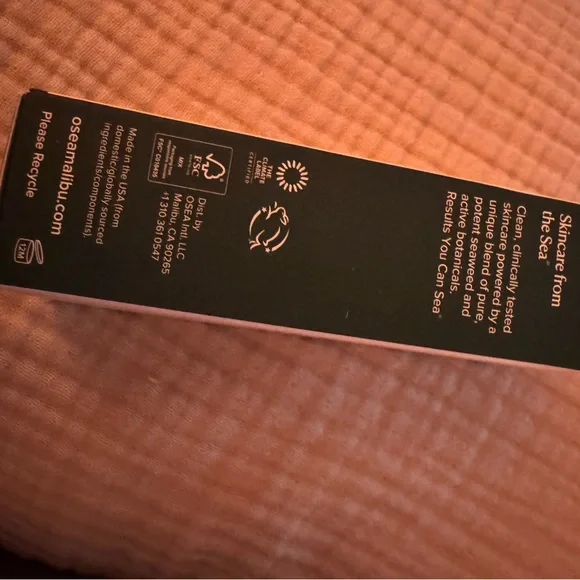 Skincare from
the Sea®
Clean, clinically tested
skincare powered by a
unique blend of pure,
potent seaweed and
active botanicals.
Results You Can Sea®
THE
CLIMATE
LABEL
CERTIFIED
FSC
MIX
Dist. by
OSEA Intl. LLC
Malibu, CA 90265
+1 310 361 0547
Made in the USA (from
domestic/globally sourced
ingredients/components).
oseamalibu.com
Please Recycle
12M